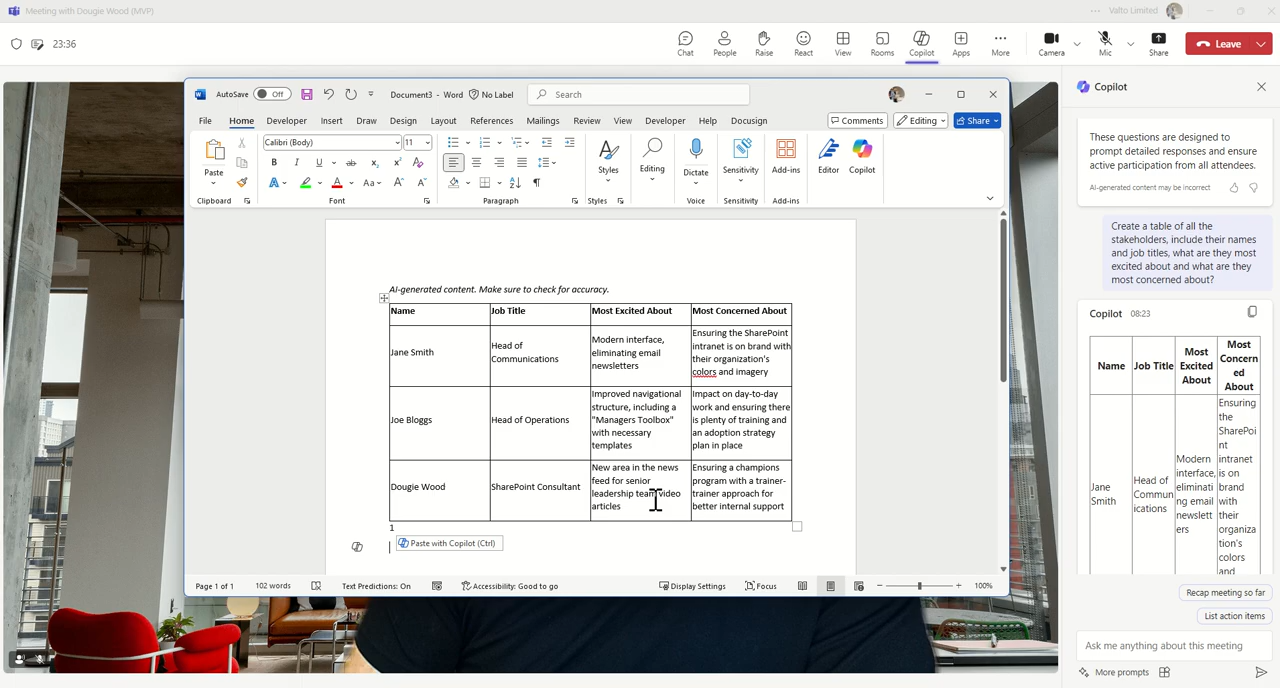 Meeting with Dougie Wood (MVP)
Valto Limited
23:36
Chat
People
Raise
React
View
Rooms
Copilot
Apps
More
Camera
Mic
Share
Leave
AutoSave
Off
Document3 - Word
No Label
Search
File
Home
Developer
Insert
Draw
Design
Layout
References
Mailings
Review
View
Developer
Help
Docusign
Comments
Editing
Share
Paste
Calibri (Body)
11
Styles
Editing
Dictate
Sensitivity
Add-ins
Editor
Copilot
Clipboard
Font
Paragraph
Styles
Voice
Sensitivity
Add-ins
AI-generated content. Make sure to check for accuracy.
Name
Job Title
Most Excited About
Most Concerned About
Jane Smith
Head of
Communications
Modern interface,
eliminating email
newsletters
Ensuring the SharePoint
intranet is on brand with
their organization's
colors and imagery
Joe Bloggs
Head of Operations
Improved navigational
structure, including a
"Managers Toolbox"
with necessary
templates
Impact on day-to-day
work and ensuring there
is plenty of training and
an adoption strategy
plan in place
Dougie Wood
SharePoint Consultant
New area in the news
feed for senior
leadership team video
articles
Ensuring a champions
program with a trainer-
trainer approach for
better internal support
1
Paste with Copilot (Ctrl)
Page 1 of 1
102 words
Text Predictions: On
Accessibility: Good to go
Display Settings
Focus
100%
Copilot
These questions are designed to
prompt detailed responses and ensure
active participation from all attendees.
AI-generated content may be incorrect
Create a table of all the
stakeholders, include their names
and job titles, what are they most
excited about and what are they
most concerned about?
Copilot 08:23
Name
Job Title
Most
Excited
About
Most
Concern
ed
About
Jane
Smith
Head of
Commun
ications
Modern
interface,
eliminati
ng email
newslett
ers
Ensuring
the
SharePoi
nt
intranet
is on
brand
with
their
organiza
tion's
colors
and
Recap meeting so far
List action items
Ask me anything about this meeting
More prompts